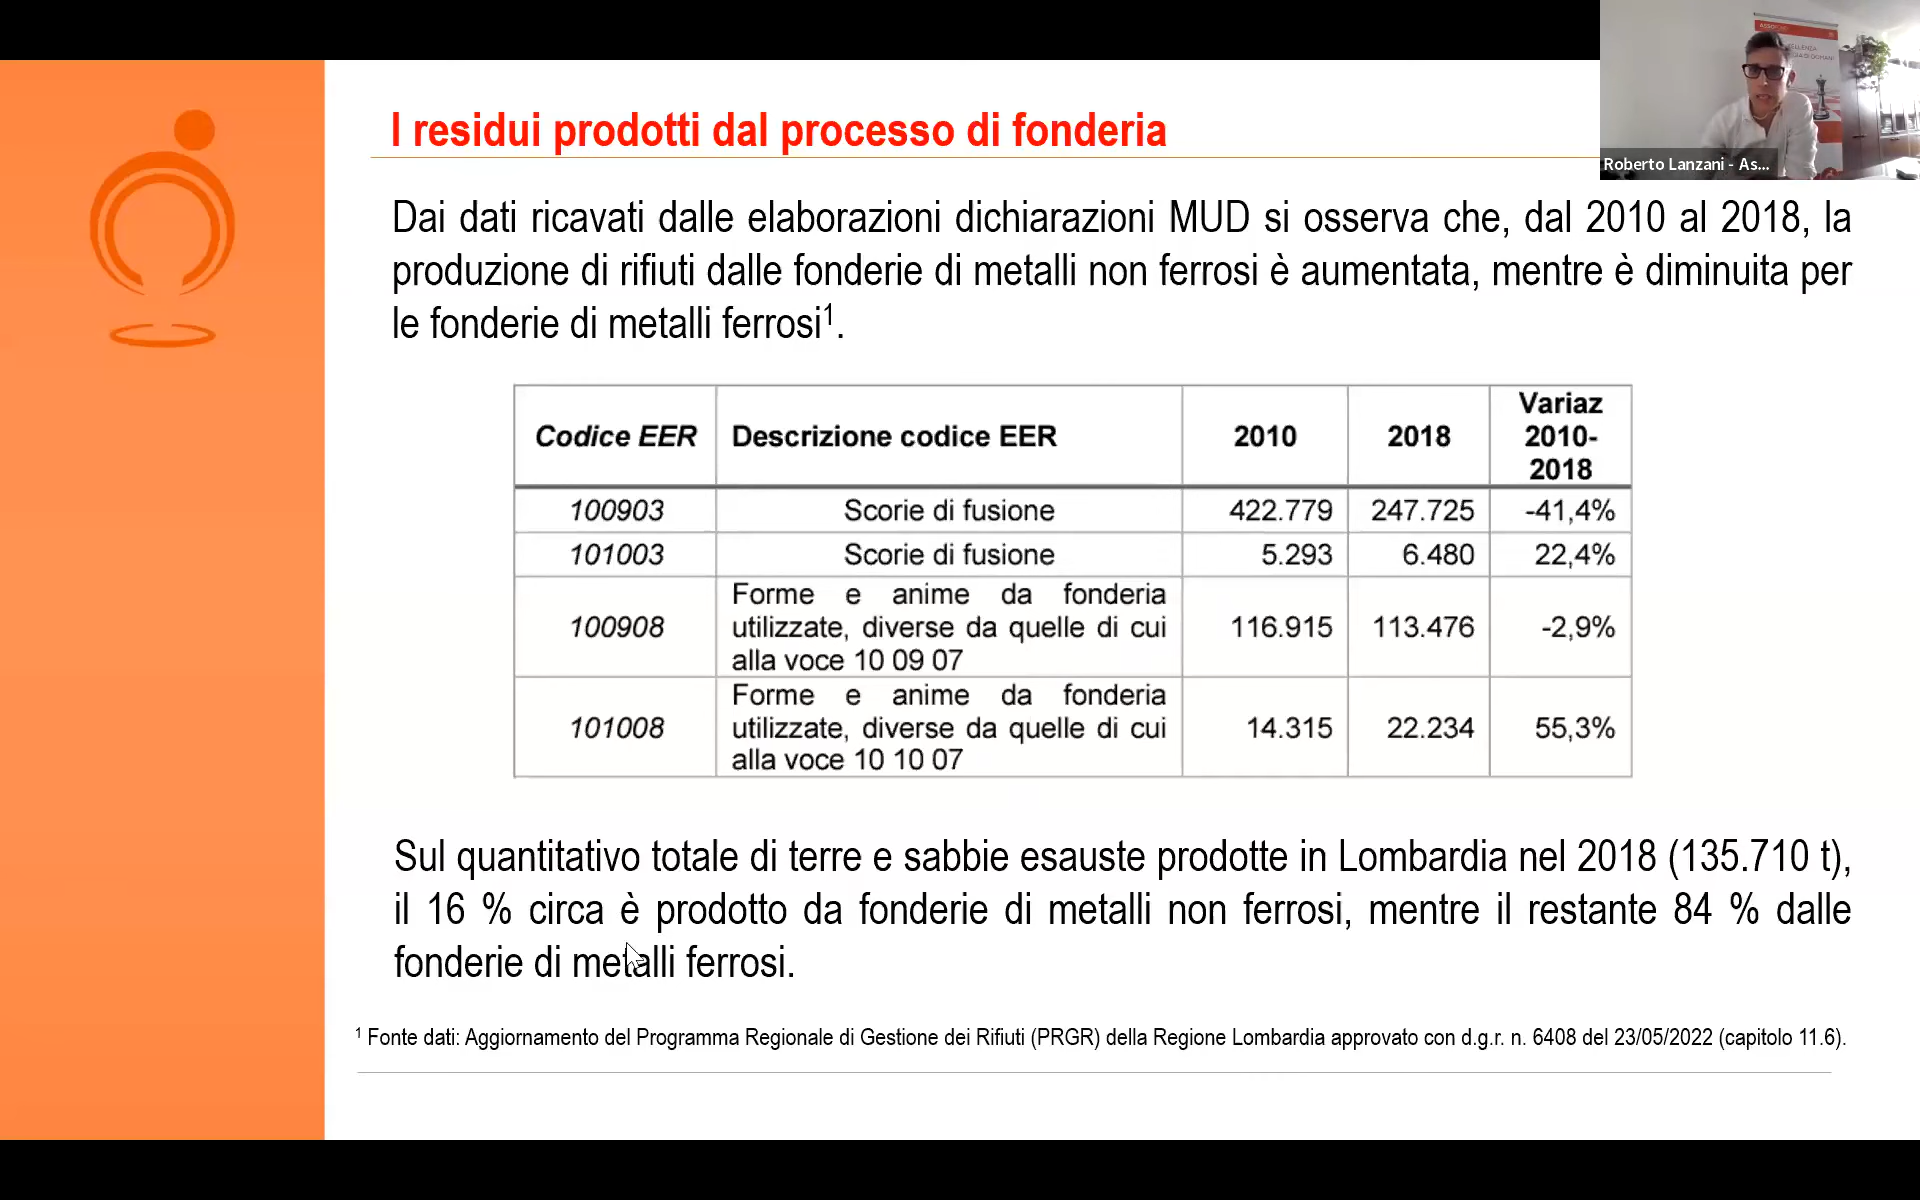 I residui prodotti dal processo di fonderia
Roberto Lanzani - As...
Dai dati ricavati dalle elaborazioni dichiarazioni MUD si osserva che, dal 2010 al 2018, la
produzione di rifiuti dalle fonderie di metalli non ferrosi è aumentata, mentre è diminuita per
le fonderie di metalli ferrosi¹.
Codice EER Descrizione codice EER 2010 2018 Variaz 2010- 2018
100903 Scorie di fusione 422.779 247.725 -41,4%
101003 Scorie di fusione 5.293 6.480 22,4%
Forme e anime da fonderia
100908 utilizzate, diverse da quelle di cui 116.915 113.476 -2,9%
alla voce 10 09 07
Forme e anime da fonderia
101008 utilizzate, diverse da quelle di cui 14.315 22.234 55,3%
alla voce 10 10 07
Sul quantitativo totale di terre e sabbie esauste prodotte in Lombardia nel 2018 (135.710 t),
il 16 % circa è prodotto da fonderie di metalli non ferrosi, mentre il restante 84 % dalle
fonderie di metalli ferrosi.
¹ Fonte dati: Aggiornamento del Programma Regionale di Gestione dei Rifiuti (PRGR) della Regione Lombardia approvato con d.g.r. n. 6408 del 23/05/2022 (capitolo 11.6).